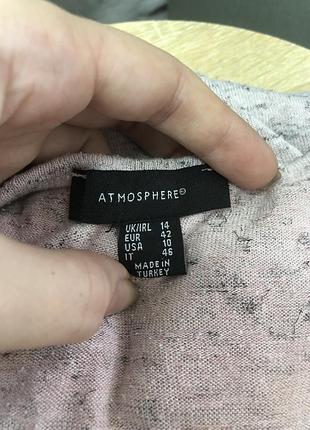 ATMOSPHERE
UK/IRL 14
EUR 42
USA 10
IT 46
MADE IN
TURKEY